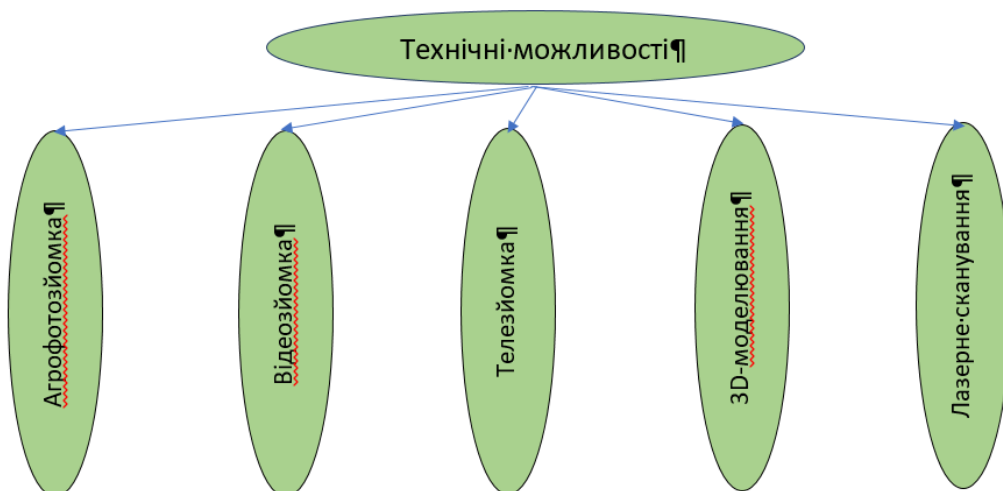 Технічні·можливості¶
Агрофотозйомка¶
Відеозйомка¶
Телезйомка¶
3D-моделювання¶
Лазерне·сканування¶